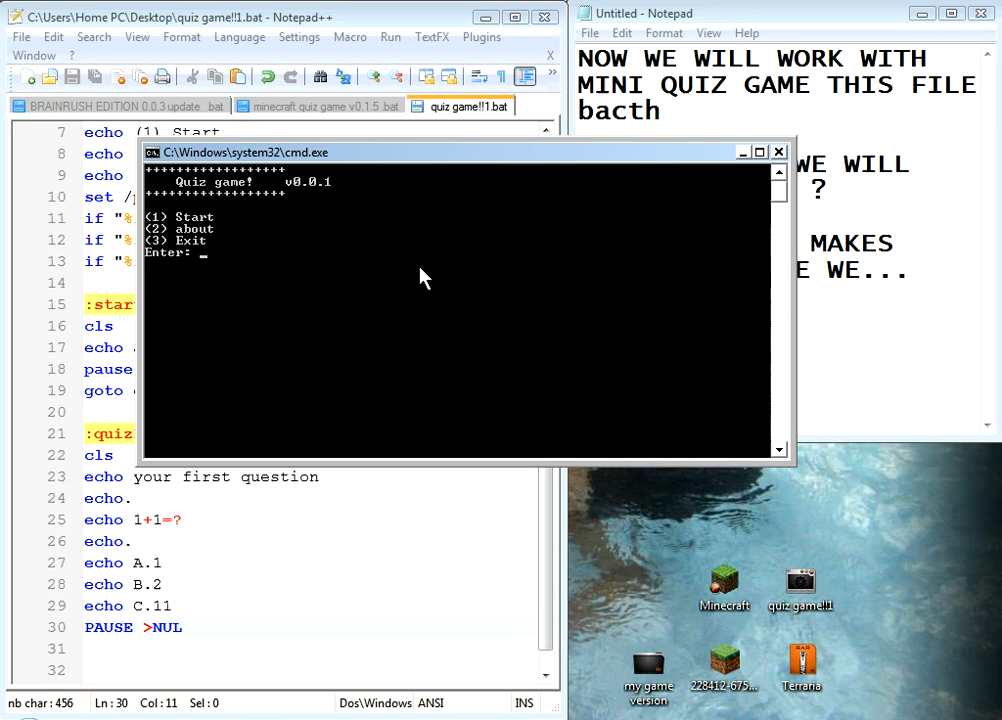 C:\Users\Home PC\Desktop\quiz game!!1.bat - Notepad++
File Edit Search View Format Language Settings Macro Run TextFX Plugins
Window ? X
BRAINRUSH EDITION 0.0.3 update .bat minecraft quiz game v0.1.5 .bat quiz game!!1.bat
7 echo (1) Start
8 echo
9 echo
10 set /
11 if "%
12 if "%
13 if "%
14
15 :star
16 cls
17 echo .
18 pause
19 goto
20
21 :quiz
22 cls
23 echo your first question
24 echo.
25 echo 1+1=?
26 echo.
27 echo A.1
28 echo B.2
29 echo C.11
30 PAUSE >NUL
31
32
nb char : 456 Ln : 30 Col : 11 Sel : 0 Dos\Windows ANSI INS
C:\Windows\system32\cmd.exe
++++++++++++++++++
Quiz game! v0.0.1
++++++++++++++++++
(1) Start
(2) about
(3) Exit
Enter: _
Untitled - Notepad
File Edit Format View Help
NOW WE WILL WORK WITH
MINI QUIZ GAME THIS FILE
bacth
WE WILL
?
MAKES
E WE...
Minecraft
quiz game!!1
my game
version
228412-675...
Terraria